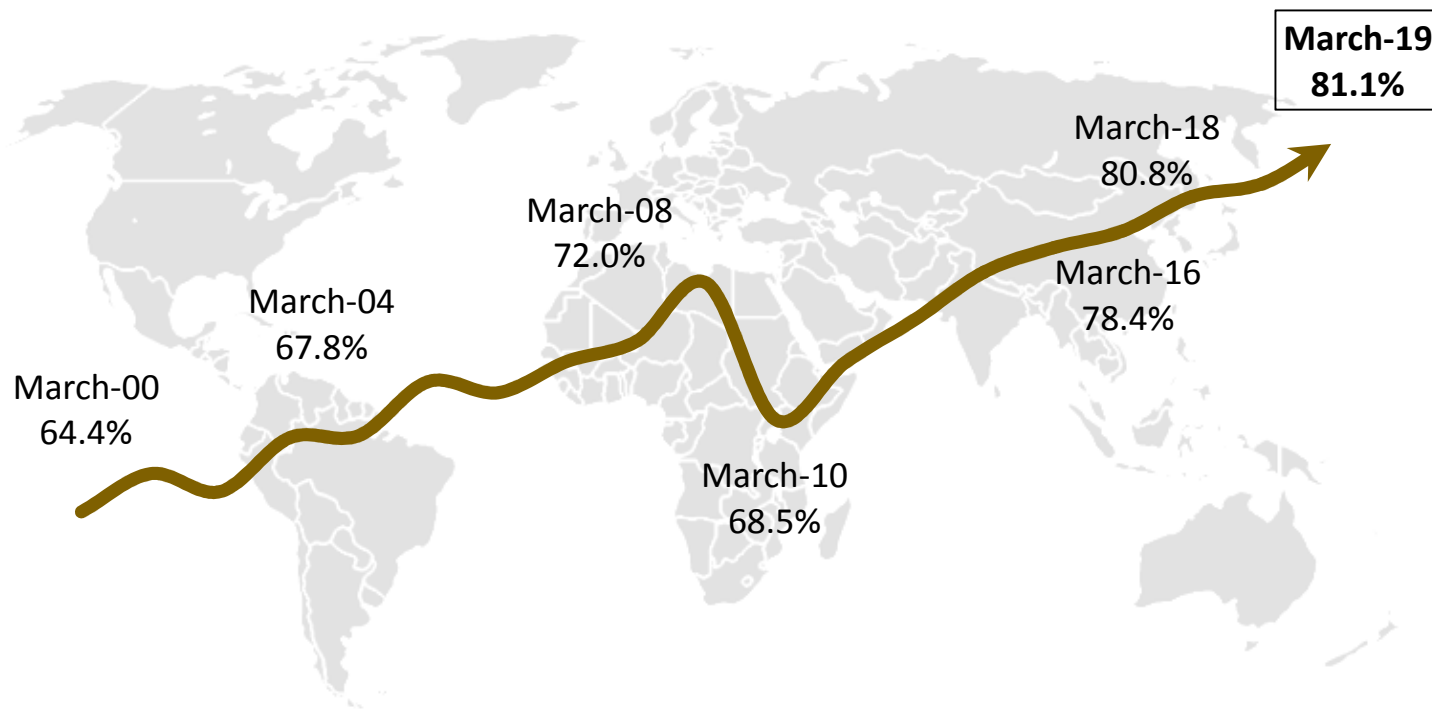 March-00
64.4%
March-04
67.8%
March-08
72.0%
March-10
68.5%
March-16
78.4%
March-18
80.8%
March-19
81.1%